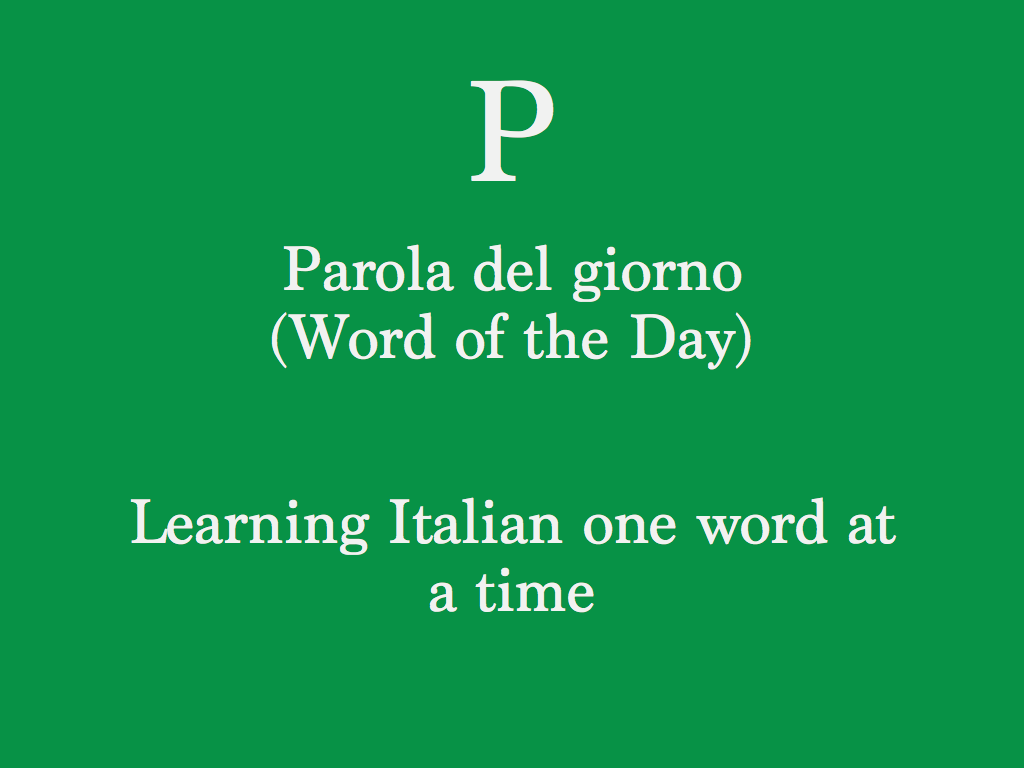 P
Parola del giorno
(Word of the Day)
Learning Italian one word at
a time